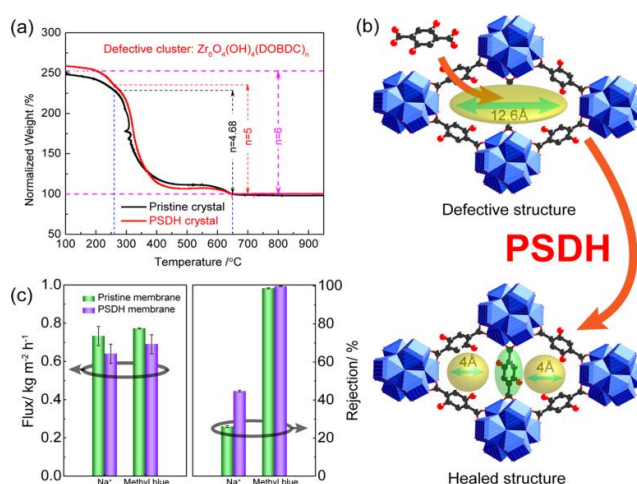 (a)
Defective cluster: Zr₆O₄(OH)₄(DOBDC)ₙ
300
250
200
150
100
50
Normalized Weight /%
n=4.68
n=5
n=6
Pristine crystal
PSDH crystal
100 200 300 400 500 600 700 800 900
Temperature /°C
(b)
12.6Å
Defective structure
PSDH
4Å
4Å
Healed structure
(c)
Pristine membrane
PSDH membrane
1.0
0.8
0.6
0.4
0.2
0.0
Flux/ kg m⁻² h⁻¹
100
80
60
40
20
0
Rejection/ %
Na⁺ Methyl blue
Na⁺ Methyl blue